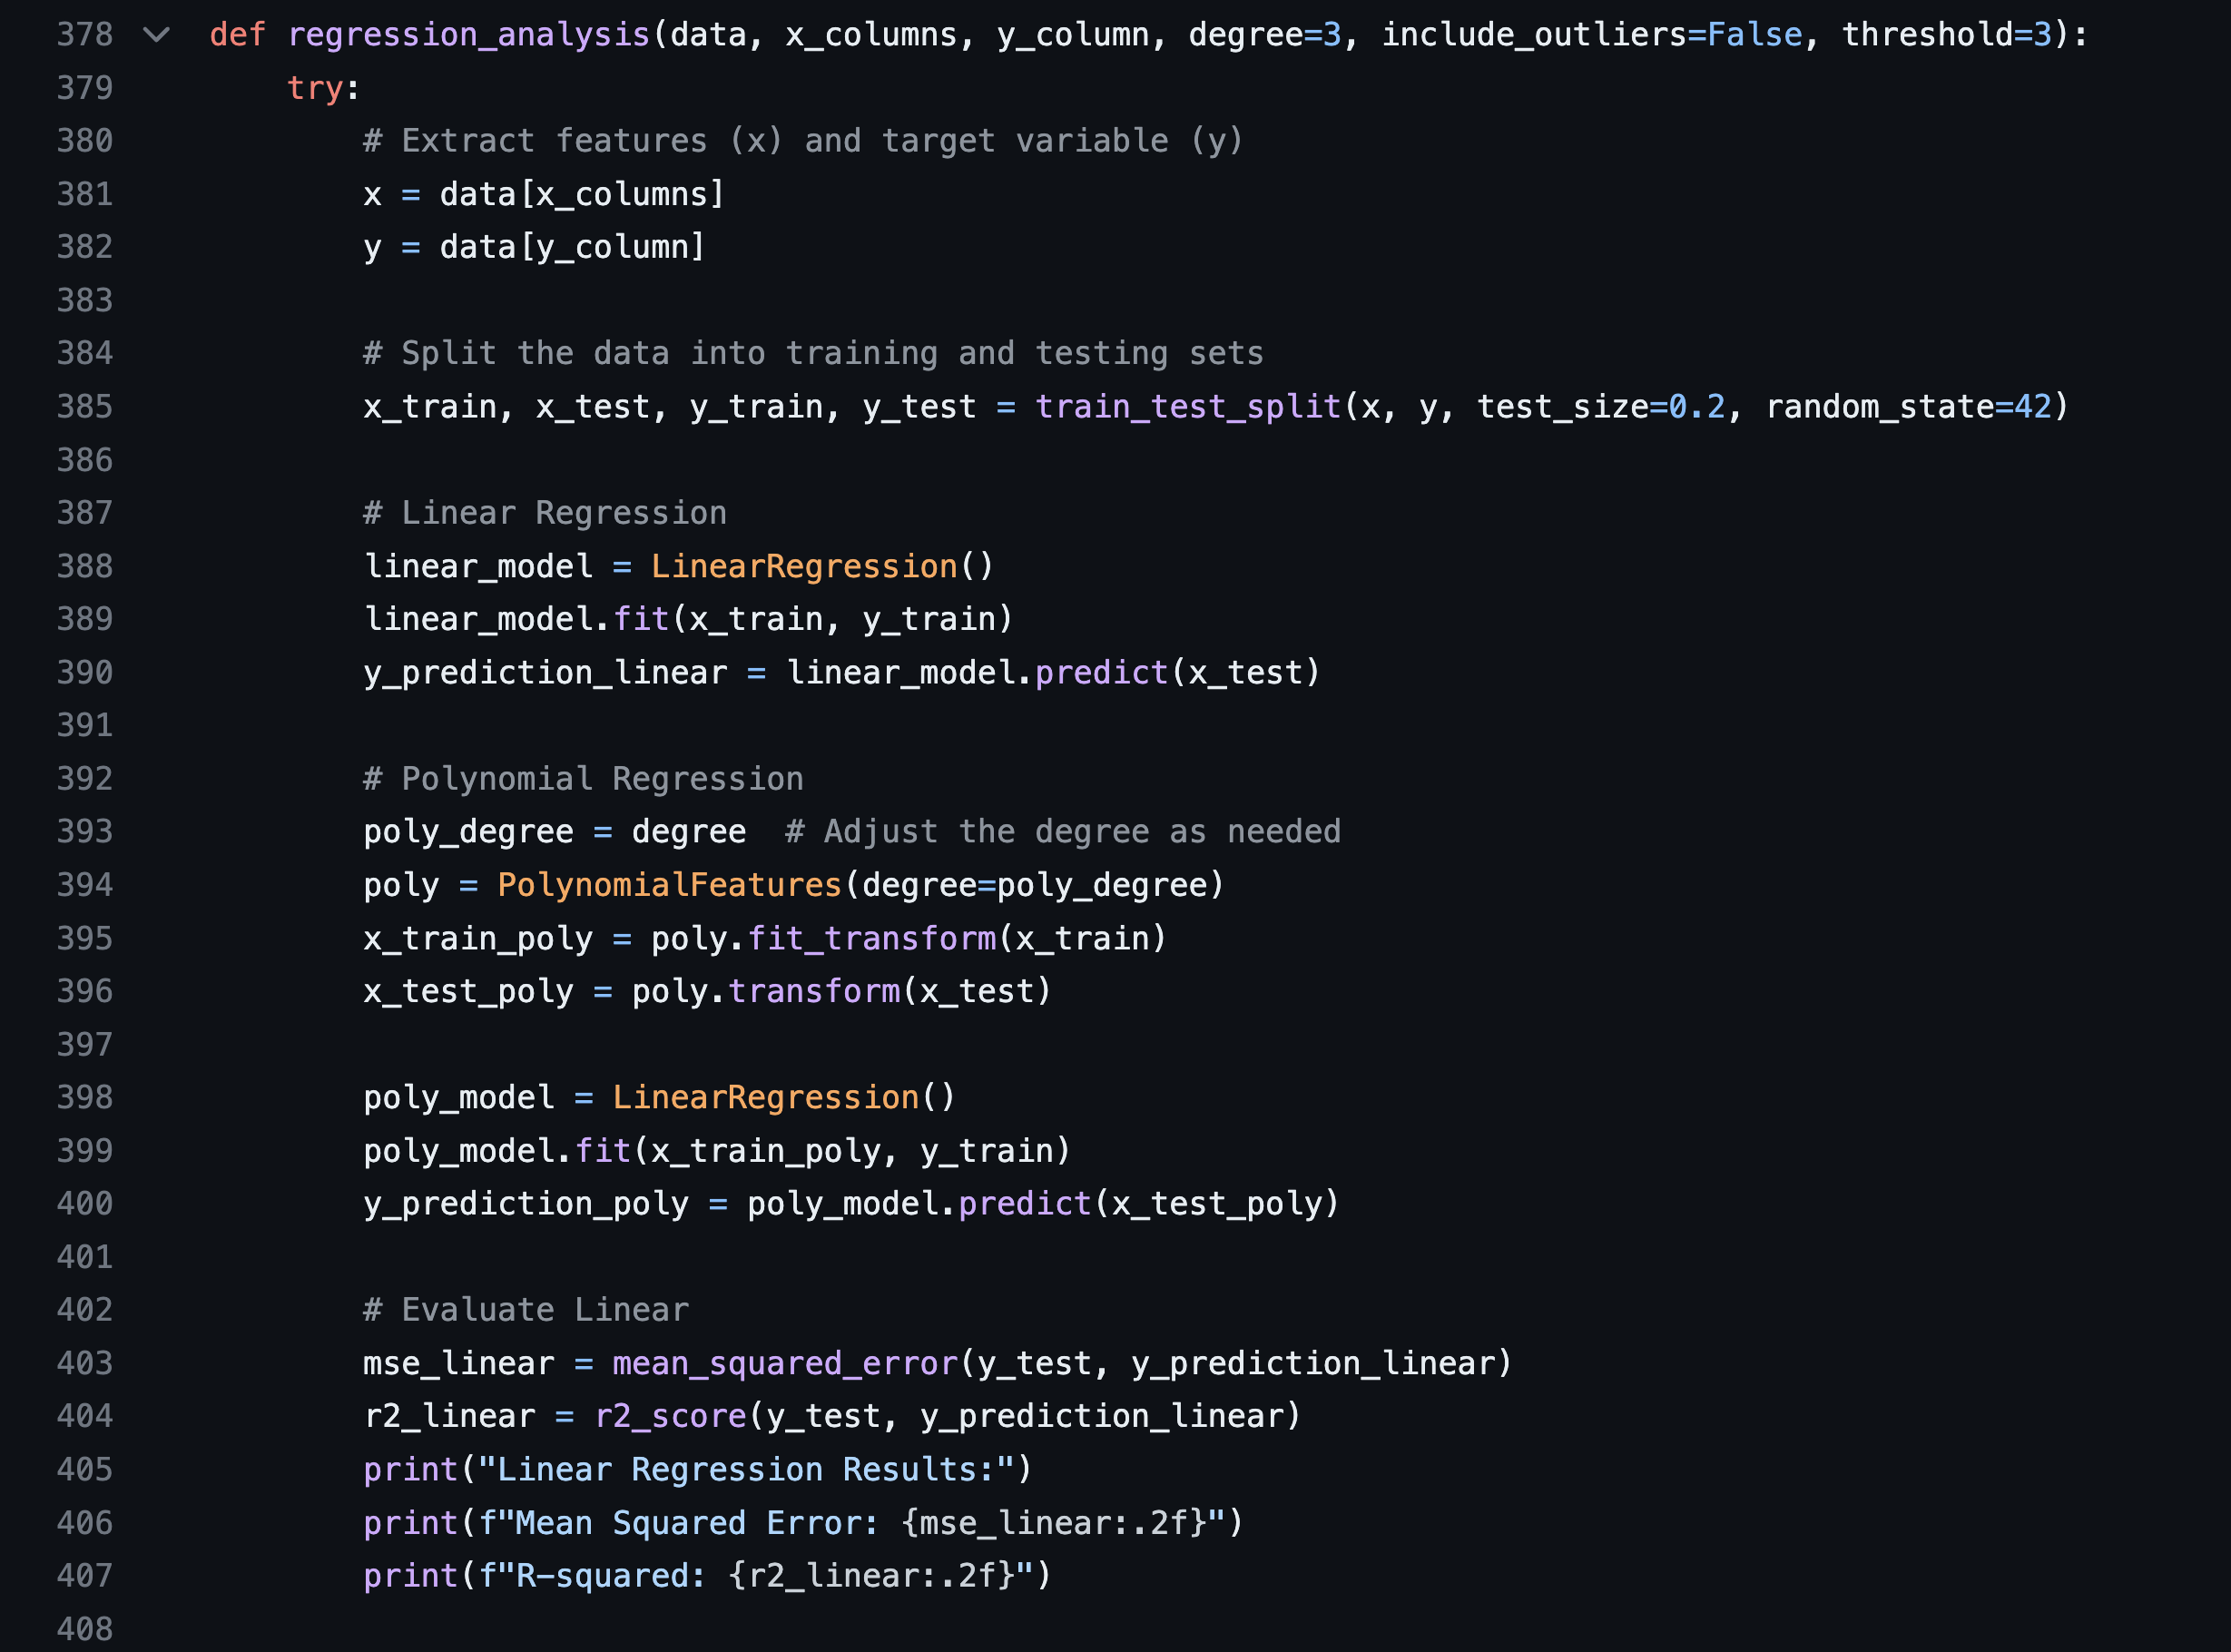 378 def regression_analysis(data, x_columns, y_column, degree=3, include_outliers=False, threshold=3):
379 try:
380 # Extract features (x) and target variable (y)
381 x = data[x_columns]
382 y = data[y_column]
383
384 # Split the data into training and testing sets
385 x_train, x_test, y_train, y_test = train_test_split(x, y, test_size=0.2, random_state=42)
386
387 # Linear Regression
388 linear_model = LinearRegression()
389 linear_model.fit(x_train, y_train)
390 y_prediction_linear = linear_model.predict(x_test)
391
392 # Polynomial Regression
393 poly_degree = degree  # Adjust the degree as needed
394 poly = PolynomialFeatures(degree=poly_degree)
395 x_train_poly = poly.fit_transform(x_train)
396 x_test_poly = poly.transform(x_test)
397
398 poly_model = LinearRegression()
399 poly_model.fit(x_train_poly, y_train)
400 y_prediction_poly = poly_model.predict(x_test_poly)
401
402 # Evaluate Linear
403 mse_linear = mean_squared_error(y_test, y_prediction_linear)
404 r2_linear = r2_score(y_test, y_prediction_linear)
405 print("Linear Regression Results:")
406 print(f"Mean Squared Error: {mse_linear:.2f}")
407 print(f"R-squared: {r2_linear:.2f}")
408